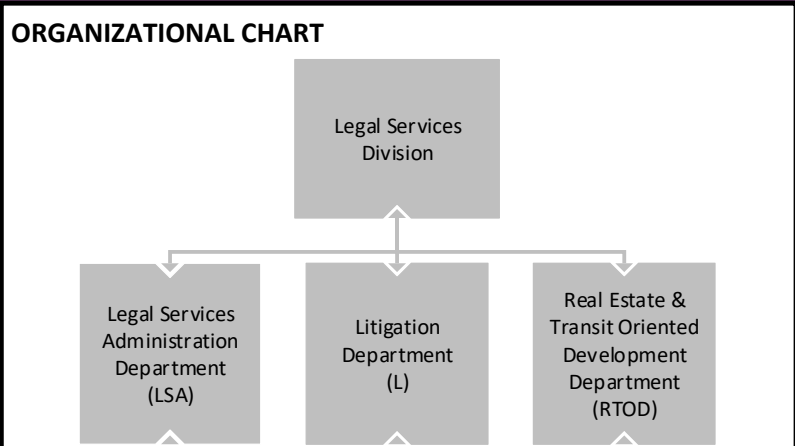 ORGANIZATIONAL CHART
Legal Services
Division
Legal Services
Administration
Department
(LSA)
Litigation
Department
(L)
Real Estate &
Transit Oriented
Development
Department
(RTOD)